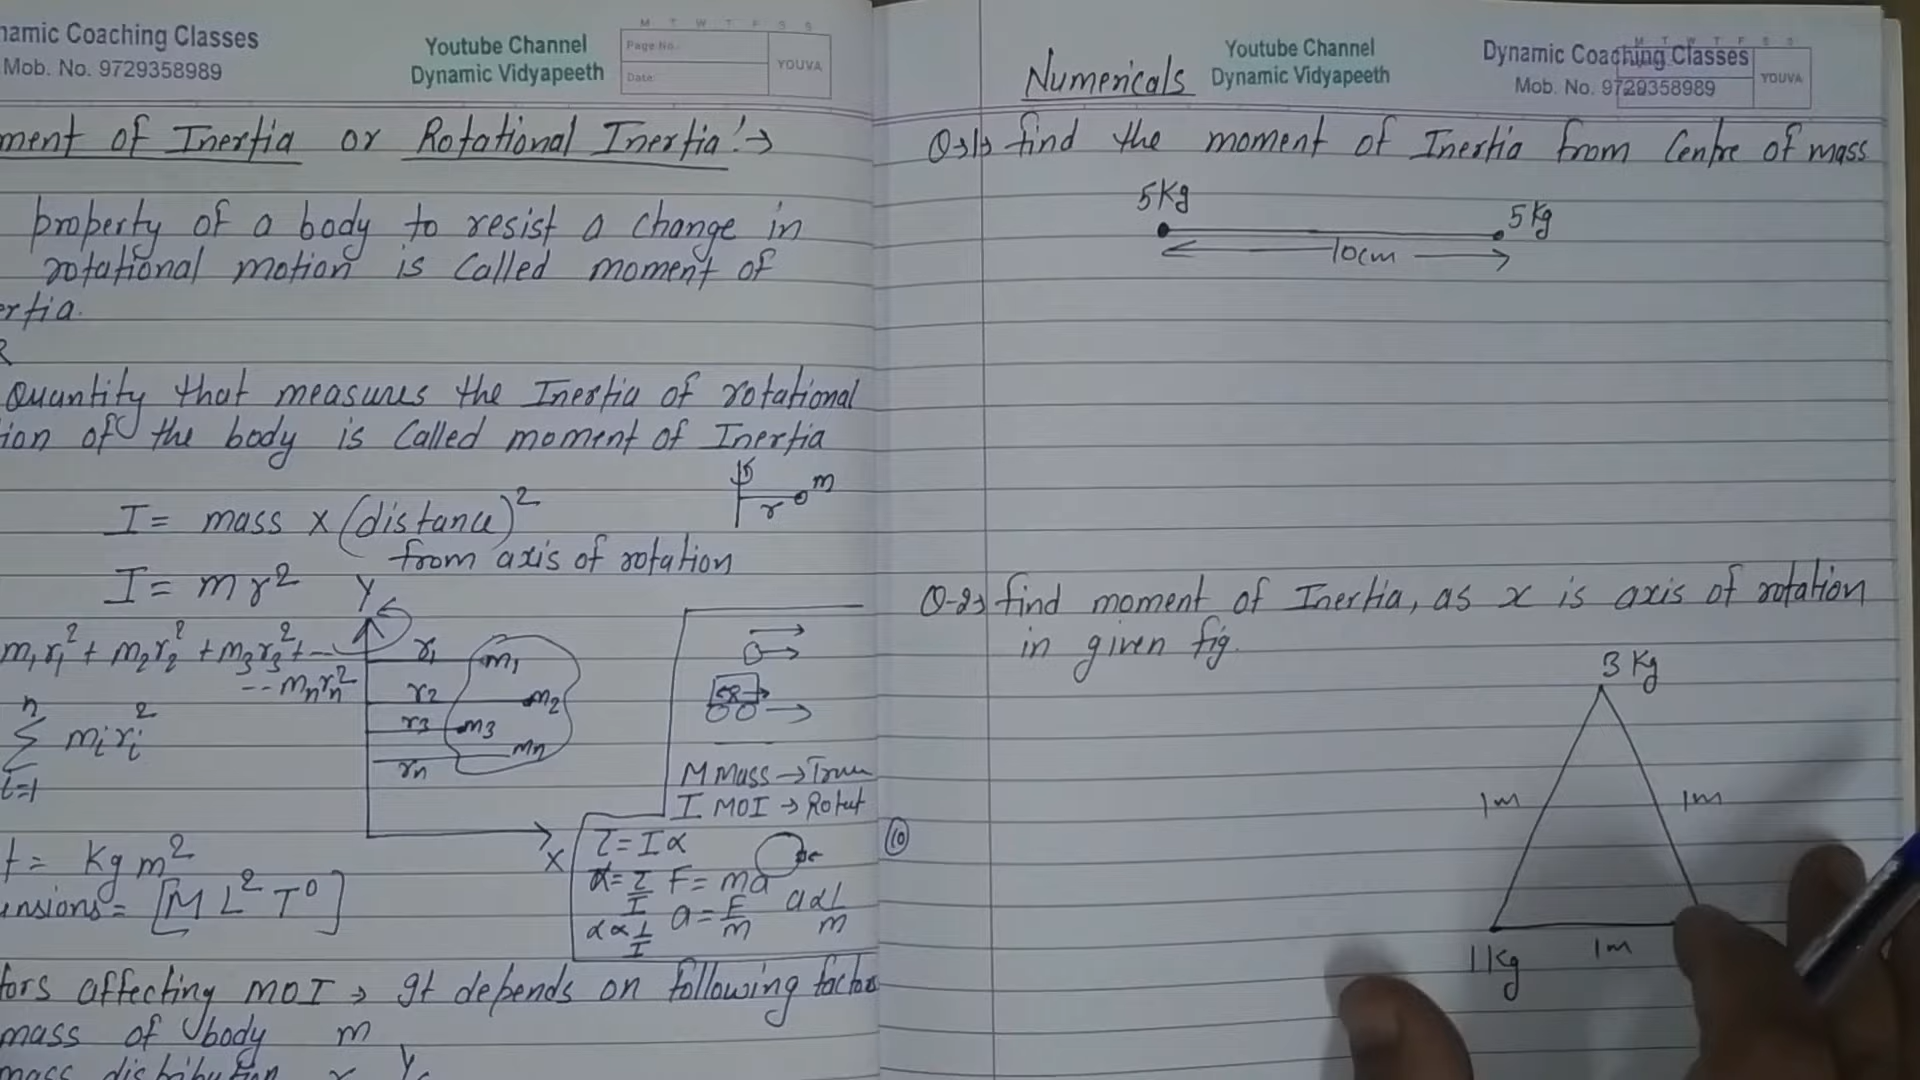 namic Coaching Classes
Mob. No. 9729358989
Youtube Channel
Dynamic Vidyapeeth
M T W T F S S
Page No.:
Date:
YOUVA
ment of Inertia or Rotational Inertia :→
property of a body to resist a change in
rotational motion is called moment of
ertia.
R
Quantity that measures the Inertia of rotational
ion of the body is called moment of Inertia
I = mass x (distance)²
from axis of rotation
m
r
I = mr²
Y
m₁r₁² + m₂r₂² + m₃r₃² + --
-- mₙrₙ²
n
Σ mᵢrᵢ²
i=1
r₁ m₁
r₂ m₂
r₃ m₃
rₙ mₙ
X
M Mass →
I MOI → Rotat
t = Kg m²
ensions = [M L² T⁰]
τ = Iα
α = τ/I F = ma
α ∝ 1/I a = F/m a ∝ 1/m
tors affecting MOI → It depends on following factor
mass of body m
mass distribution r
Y
Numericals
Youtube Channel
Dynamic Vidyapeeth
Dynamic Coaching Classes
Mob. No. 9729358989
M T W T F S S
YOUVA
Q→1→ find the moment of Inertia from Centre of mass
5Kg
5Kg
10cm
Q-2→ find moment of Inertia, as x is axis of rotation
in given fig.
3 Kg
1m
1m
1Kg
1m
10